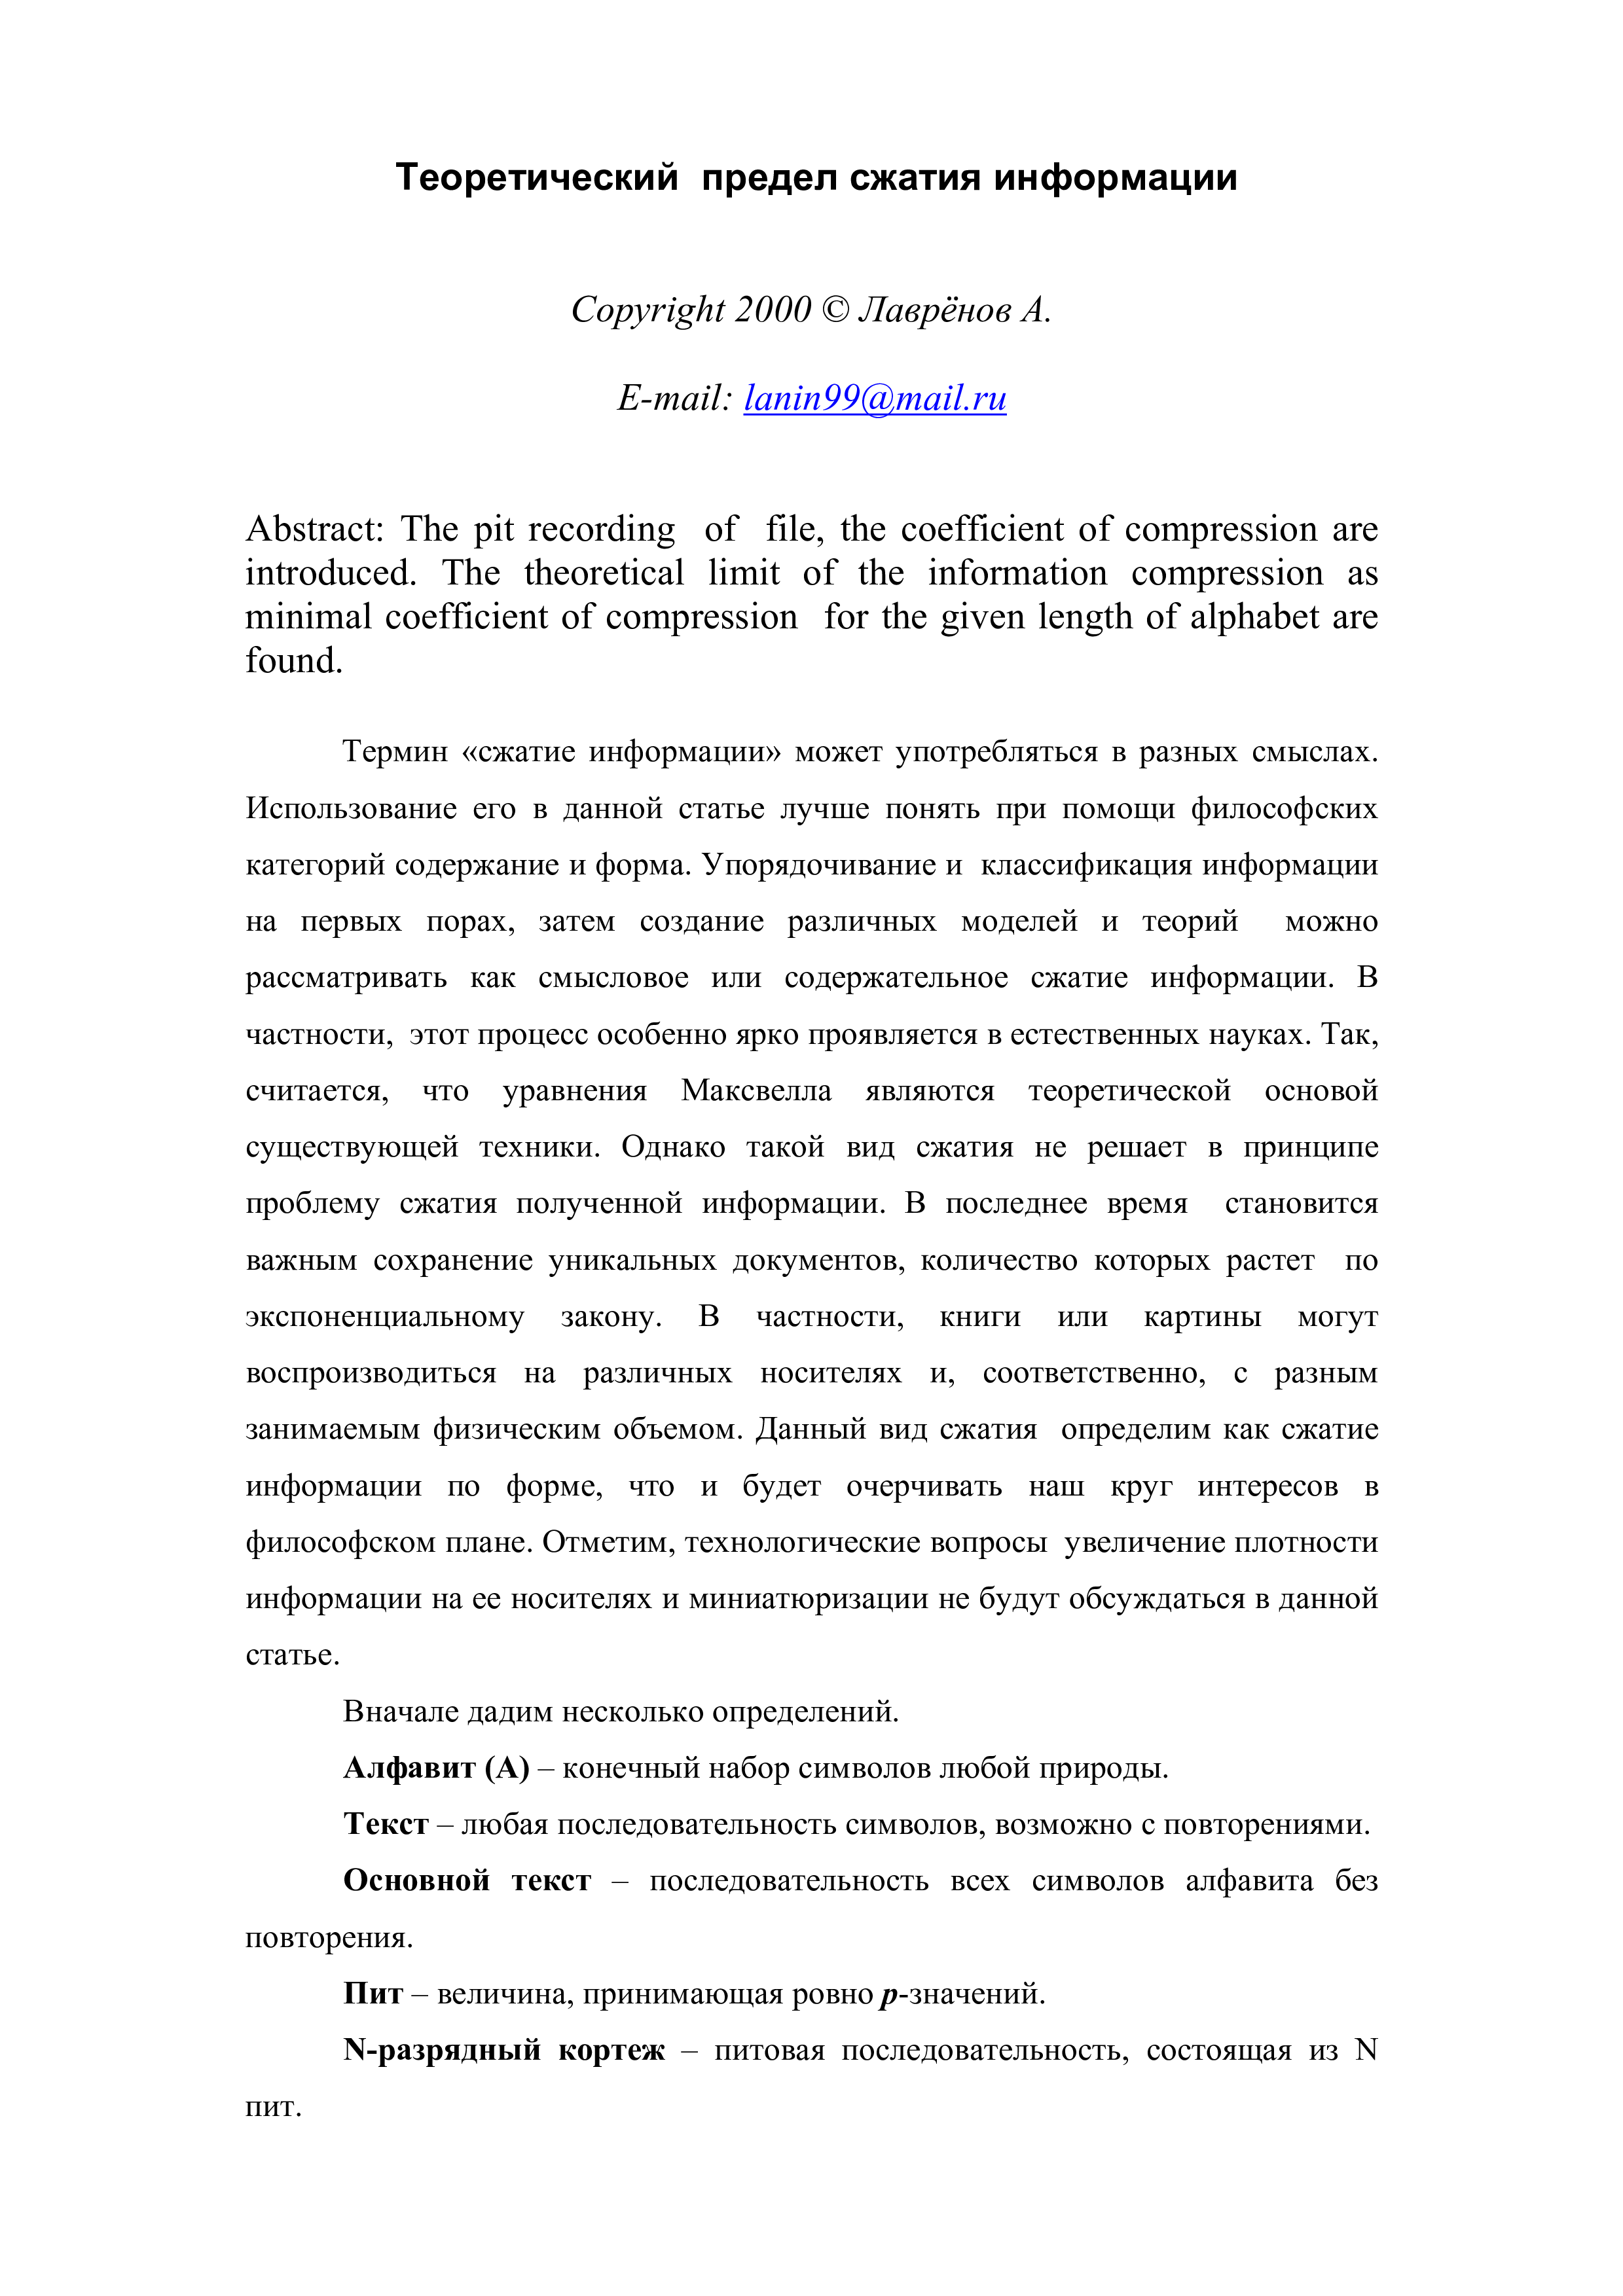 Теоретический предел сжатия информации
Copyright 2000 © Лаврёнов А.
E-mail: lanin99@mail.ru
Abstract: The pit recording of file, the coefficient of compression are
introduced. The theoretical limit of the information compression as
minimal coefficient of compression for the given length of alphabet are
found.
Термин «сжатие информации» может употребляться в разных смыслах.
Использование его в данной статье лучше понять при помощи философских
категорий содержание и форма. Упорядочивание и классификация информации
на первых порах, затем создание различных моделей и теорий можно
рассматривать как смысловое или содержательное сжатие информации. В
частности, этот процесс особенно ярко проявляется в естественных науках. Так,
считается, что уравнения Максвелла являются теоретической основой
существующей техники. Однако такой вид сжатия не решает в принципе
проблему сжатия полученной информации. В последнее время становится
важным сохранение уникальных документов, количество которых растет по
экспоненциальному закону. В частности, книги или картины могут
воспроизводиться на различных носителях и, соответственно, с разным
занимаемым физическим объемом. Данный вид сжатия определим как сжатие
информации по форме, что и будет очерчивать наш круг интересов в
философском плане. Отметим, технологические вопросы увеличение плотности
информации на ее носителях и миниатюризации не будут обсуждаться в данной
статье.
Вначале дадим несколько определений.
Алфавит (А) – конечный набор символов любой природы.
Текст – любая последовательность символов, возможно с повторениями.
Основной текст – последовательность всех символов алфавита без
повторения.
Пит – величина, принимающая ровно p-значений.
N-разрядный кортеж – питовая последовательность, состоящая из N
пит.